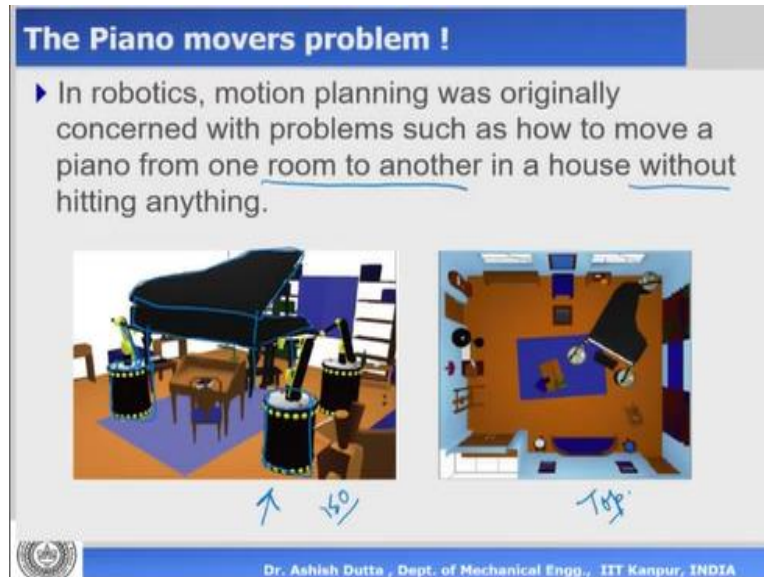 The Piano movers problem !
In robotics, motion planning was originally
concerned with problems such as how to move a
piano from one room to another in a house without
hitting anything.
iso Top.
Dr. Ashish Dutta , Dept. of Mechanical Engg., IIT Kanpur, INDIA